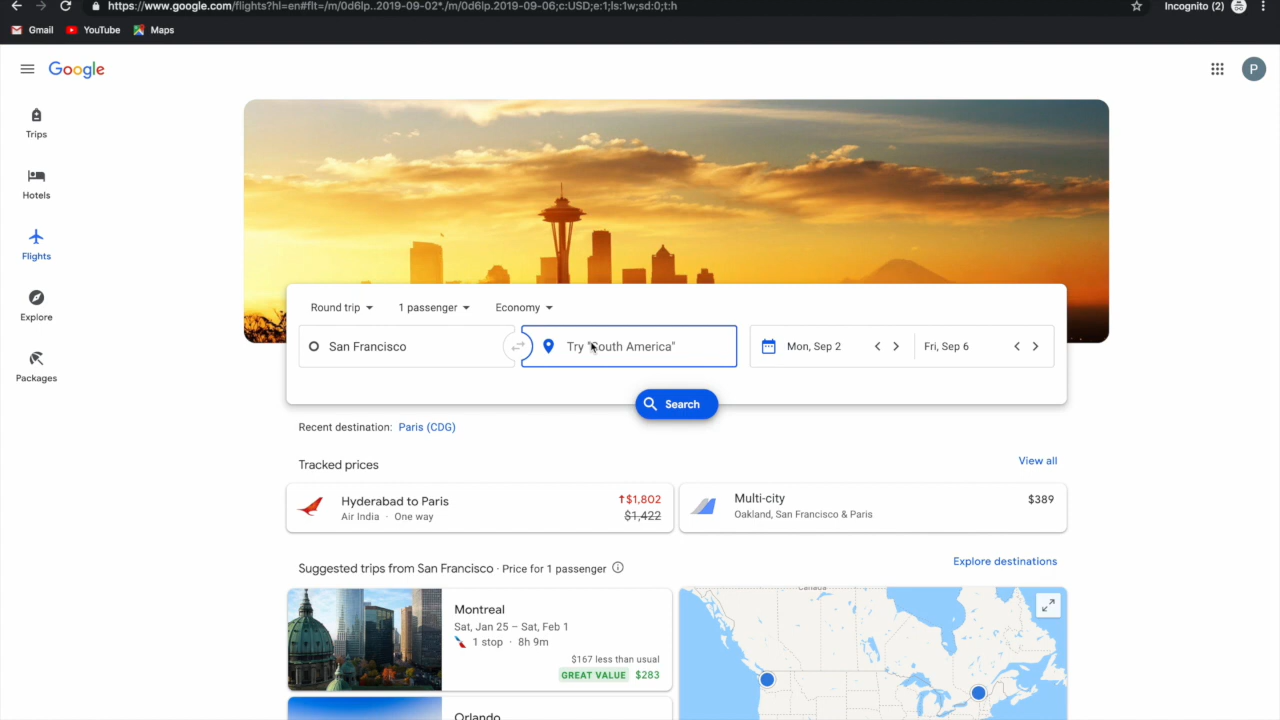 https://www.google.com/flights?hl=en#flt=/m/0d6lp..2019-09-02*./m/0d6lp.2019-09-06;c:USD;e:1;ls:1w;sd:0;t:h
Incognito (2)
Gmail
YouTube
Maps
Google
P
Trips
Hotels
Flights
Explore
Packages
Round trip
1 passenger
Economy
San Francisco
Try "South America"
Mon, Sep 2
Fri, Sep 6
Search
Recent destination: Paris (CDG)
Tracked prices
View all
Hyderabad to Paris
↑$1,802
Air India · One way
$1,422
Multi-city
$389
Oakland, San Francisco & Paris
Suggested trips from San Francisco · Price for 1 passenger
Explore destinations
Montreal
Sat, Jan 25 – Sat, Feb 1
1 stop · 8h 9m
$167 less than usual
GREAT VALUE $283
Orlando
Canada